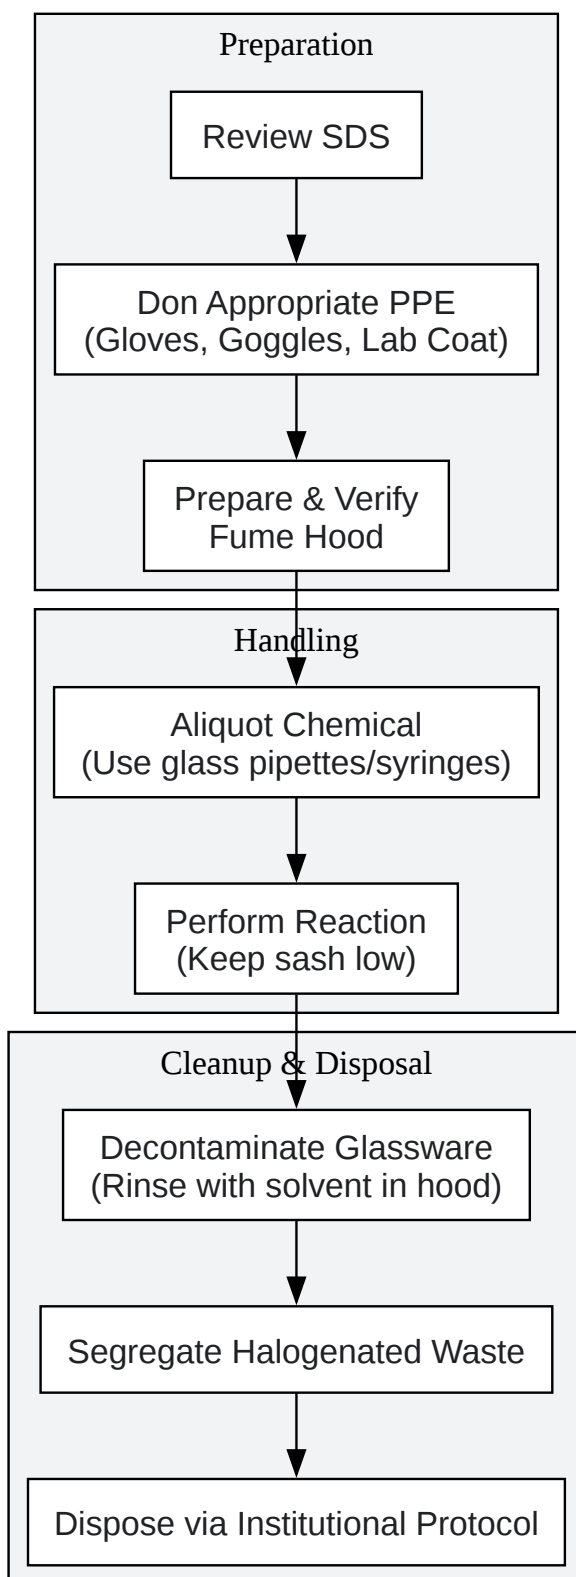 Preparation
Review SDS
Don Appropriate PPE
(Gloves, Goggles, Lab Coat)
Prepare & Verify
Fume Hood
Handling
Aliquot Chemical
(Use glass pipettes/syringes)
Perform Reaction
(Keep sash low)
Cleanup & Disposal
Decontaminate Glassware
(Rinse with solvent in hood)
Segregate Halogenated Waste
Dispose via Institutional Protocol